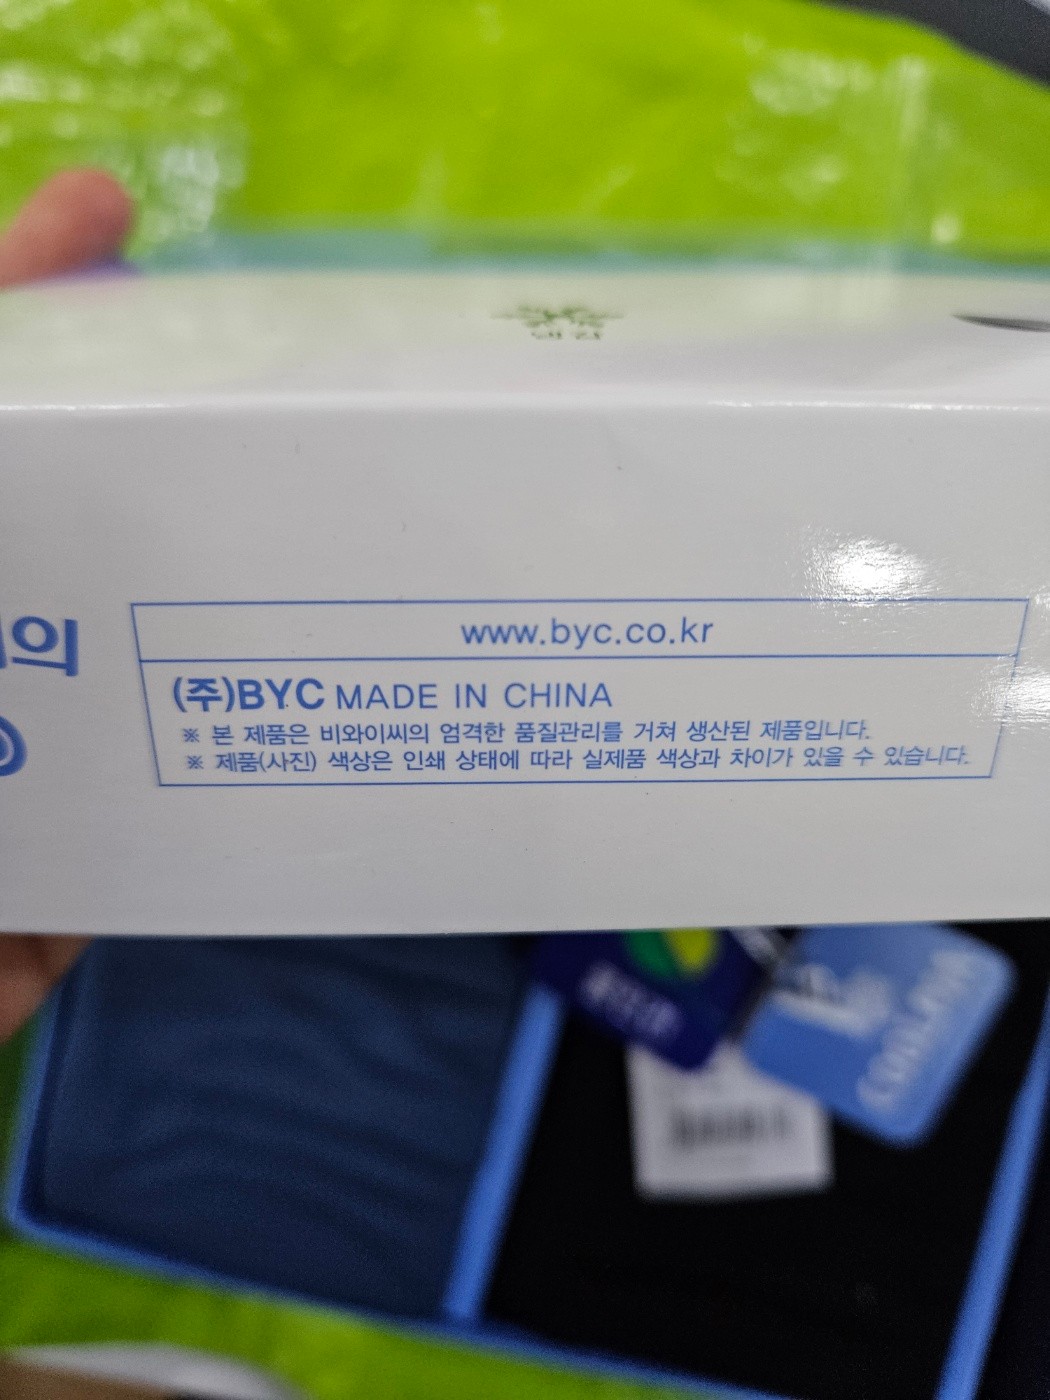 의
www.byc.co.kr
(주)BYC MADE IN CHINA
※ 본 제품은 비와이씨의 엄격한 품질관리를 거쳐 생산된 제품입니다.
※ 제품(사진) 색상은 인쇄 상태에 따라 실제품 색상과 차이가 있을 수 있습니다.